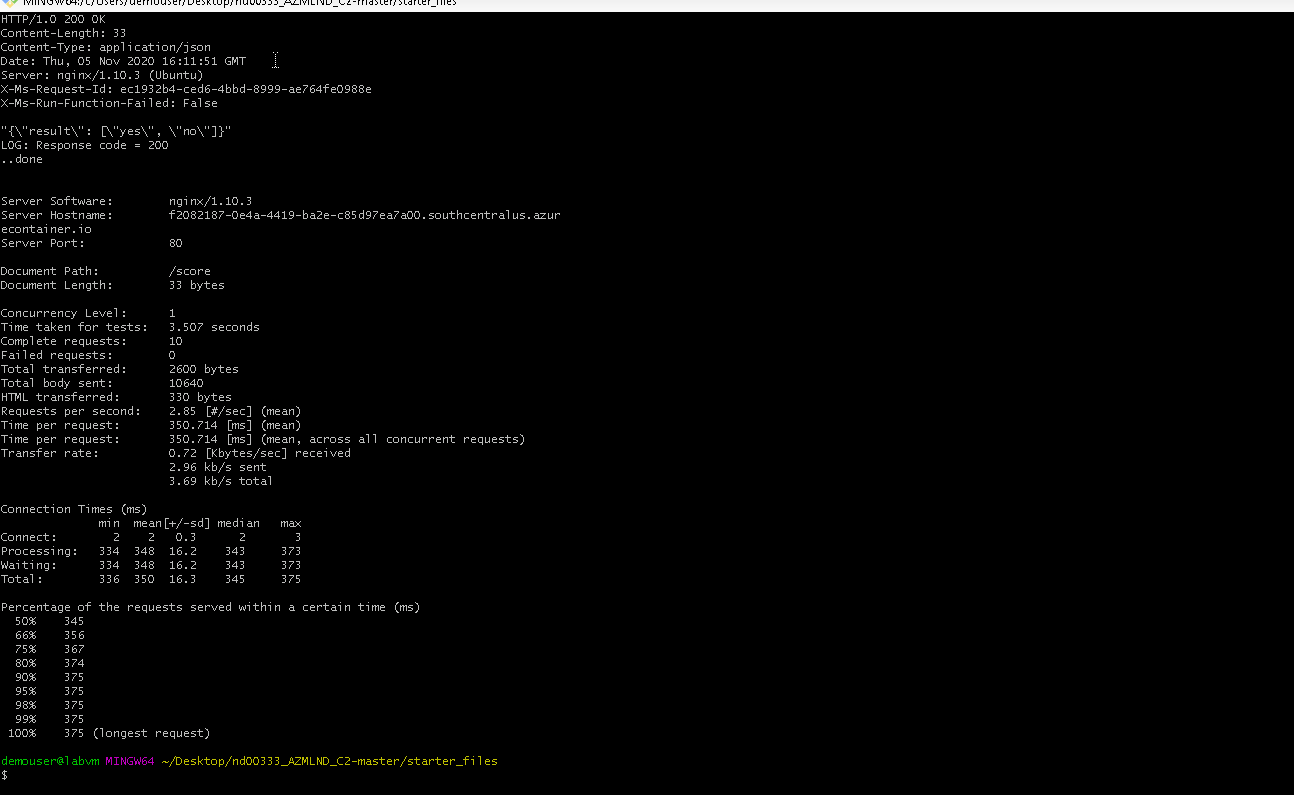 MINGW64:/c/Users/demouser/Desktop/nd00333_AZMLND_C2-master/starter_files
HTTP/1.0 200 OK
Content-Length: 33
Content-Type: application/json
Date: Thu, 05 Nov 2020 16:11:51 GMT
Server: nginx/1.10.3 (Ubuntu)
X-Ms-Request-Id: ec1932b4-ced6-4bbd-8999-ae764fe0988e
X-Ms-Run-Function-Failed: False
"{\"result\": [\"yes\", \"no\"]}"
LOG: Response code = 200
..done
Server Software:        nginx/1.10.3
Server Hostname:        f2082187-0e4a-4419-ba2e-c85d97ea7a00.southcentralus.azur
econtainer.io
Server Port:            80
Document Path:          /score
Document Length:        33 bytes
Concurrency Level:      1
Time taken for tests:   3.507 seconds
Complete requests:      10
Failed requests:        0
Total transferred:      2600 bytes
Total body sent:        10640
HTML transferred:       330 bytes
Requests per second:    2.85 [#/sec] (mean)
Time per request:       350.714 [ms] (mean)
Time per request:       350.714 [ms] (mean, across all concurrent requests)
Transfer rate:          0.72 [Kbytes/sec] received
                        2.96 kb/s sent
                        3.69 kb/s total
Connection Times (ms)
              min  mean[+/-sd] median   max
Connect:        2    2   0.3      2       3
Processing:   334  348  16.2    343     373
Waiting:      334  348  16.2    343     373
Total:        336  350  16.3    345     375
Percentage of the requests served within a certain time (ms)
  50%    345
  66%    356
  75%    367
  80%    374
  90%    375
  95%    375
  98%    375
  99%    375
 100%    375 (longest request)
demouser@labvm MINGW64 ~/Desktop/nd00333_AZMLND_C2-master/starter_files
$